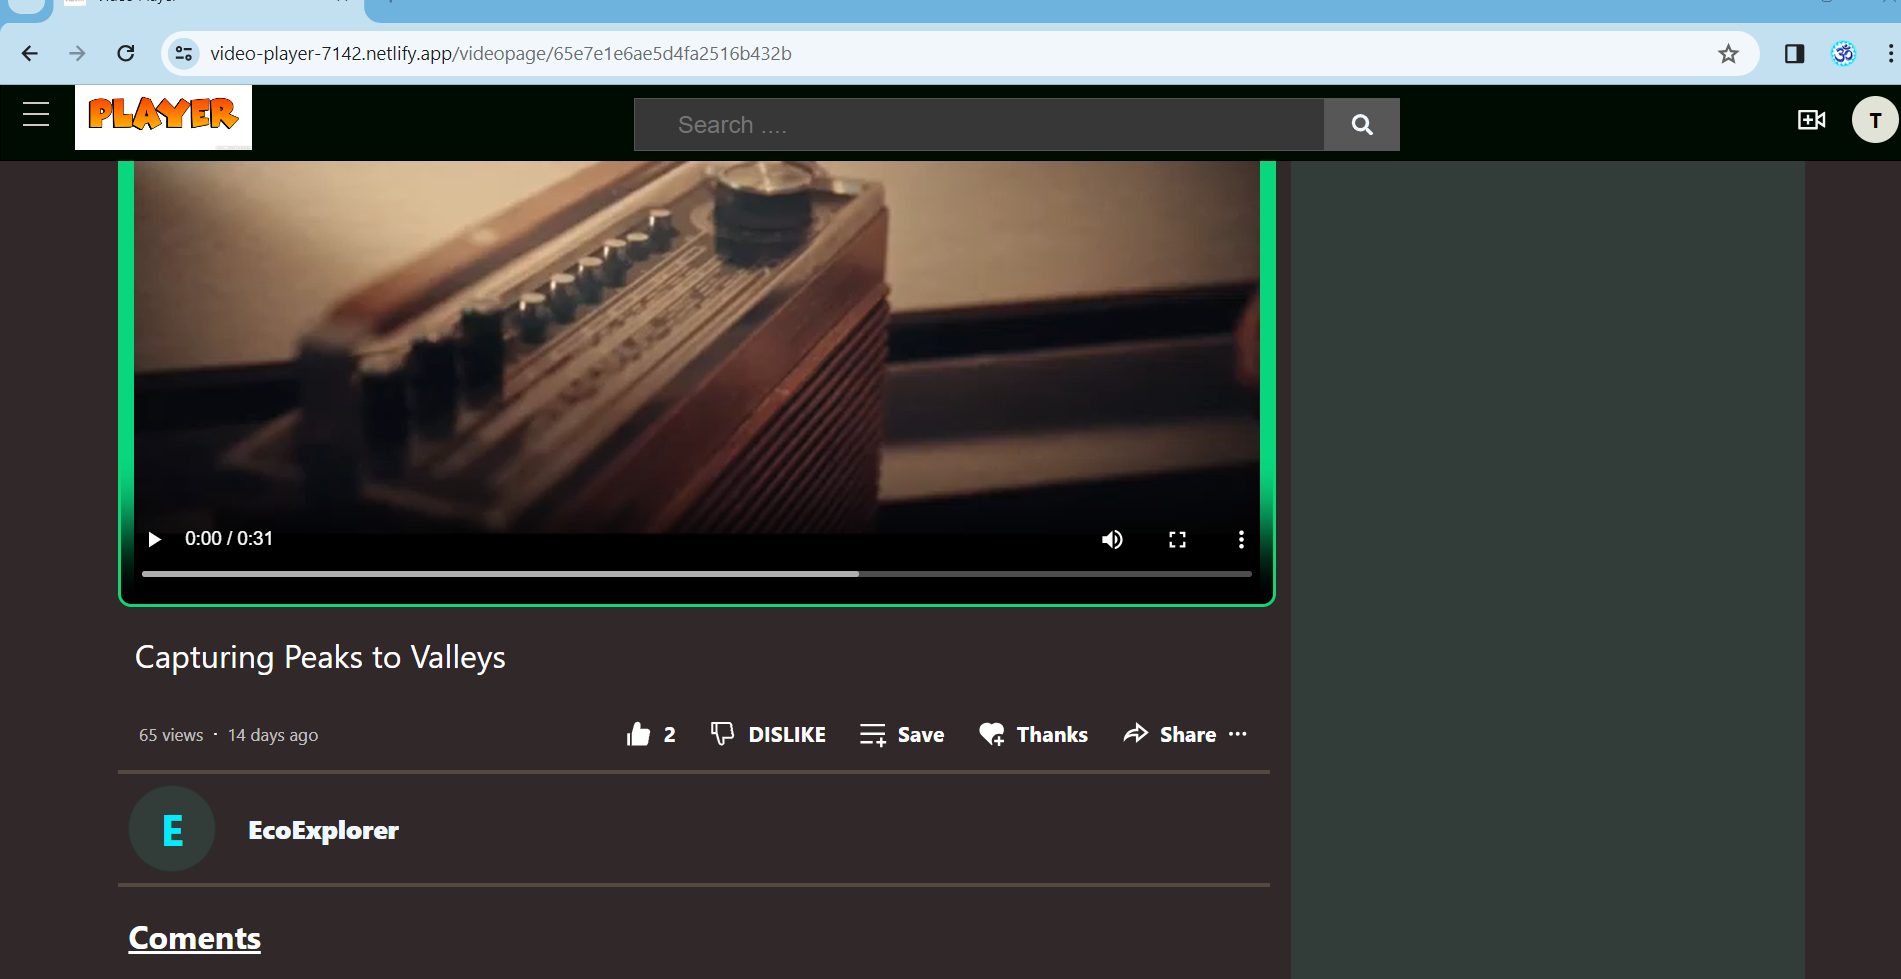 video-player-7142.netlify.app/videopage/65e7e1e6ae5d4fa2516b432b
PLAYER
Search ....
T
0:00 / 0:31
Capturing Peaks to Valleys
65 views · 14 days ago
2 DISLIKE Save Thanks Share ···
E EcoExplorer
Coments